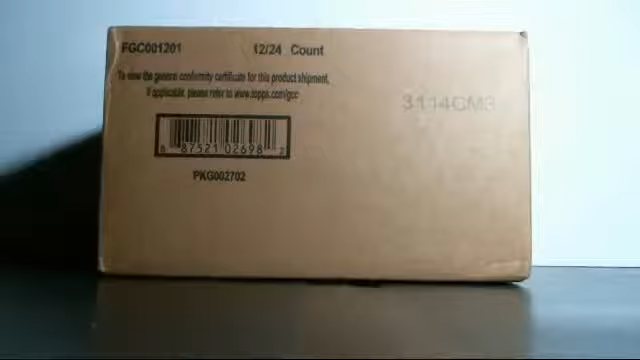 FGC001201 12/24 Count
To view the general conformity certificate for this product shipment,
if applicable, please refer to www.topps.com/gcc
3114GM3
8 87521 02698 2
PKG002702